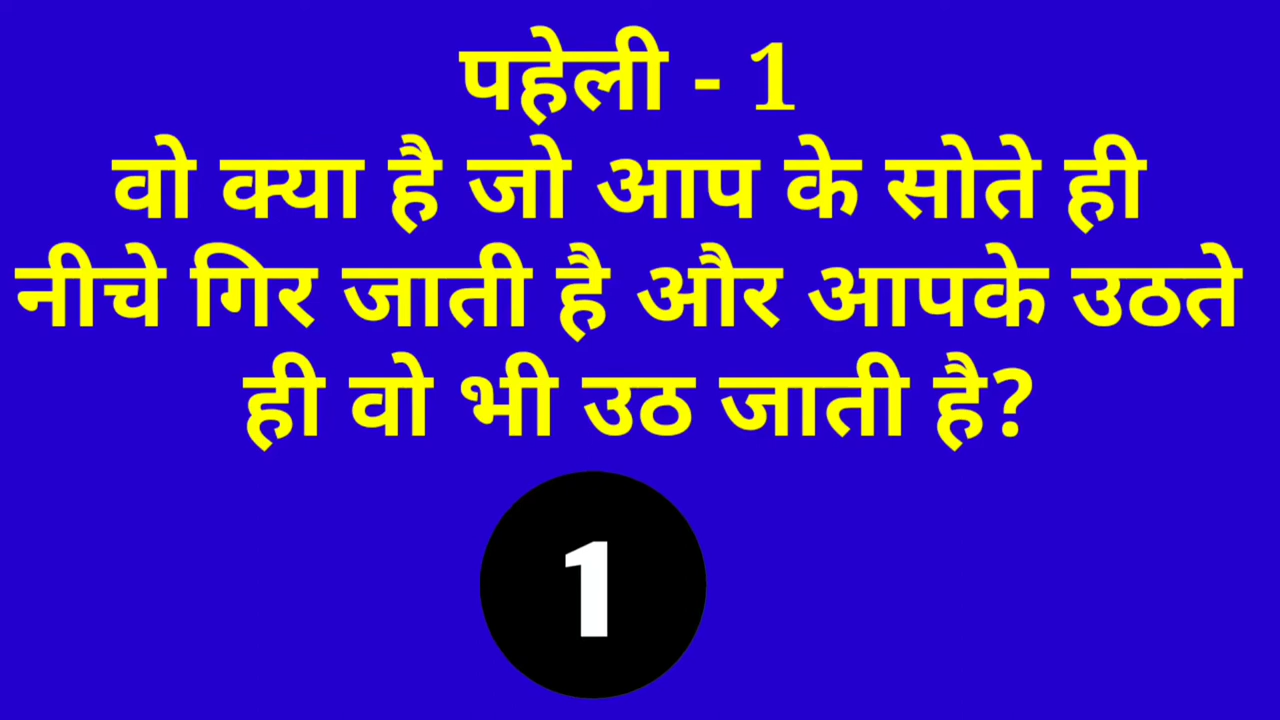 पहेली - 1
वो क्या है जो आप के सोते ही
नीचे गिर जाती है और आपके उठते
ही वो भी उठ जाती है?
1